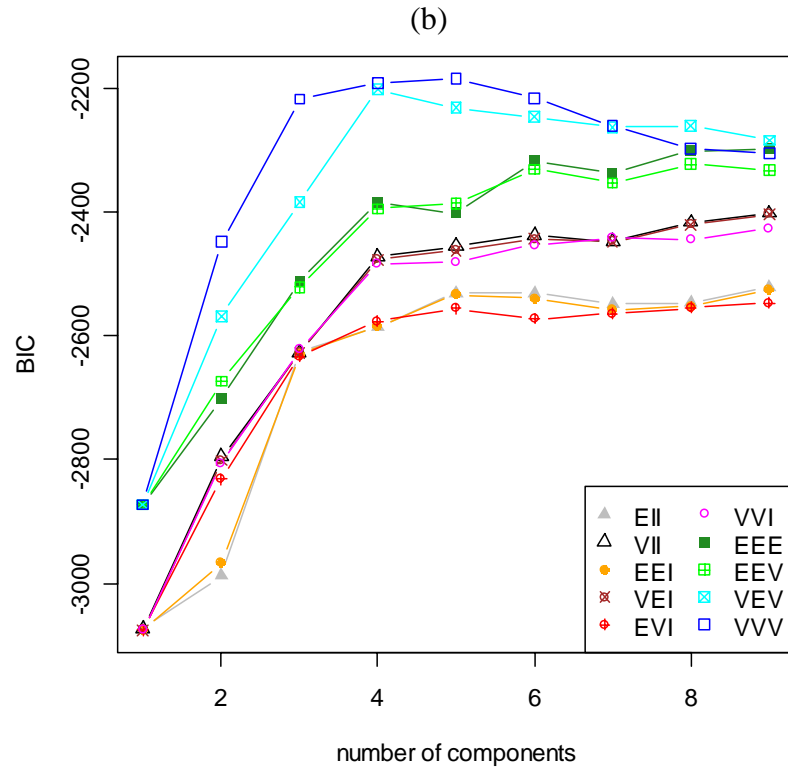 (b)
-2200
-2400
-2600
-2800
-3000
BIC
2
4
6
8
number of components
EII
VII
EEI
VEI
EVI
VVI
EEE
EEV
VEV
VVV